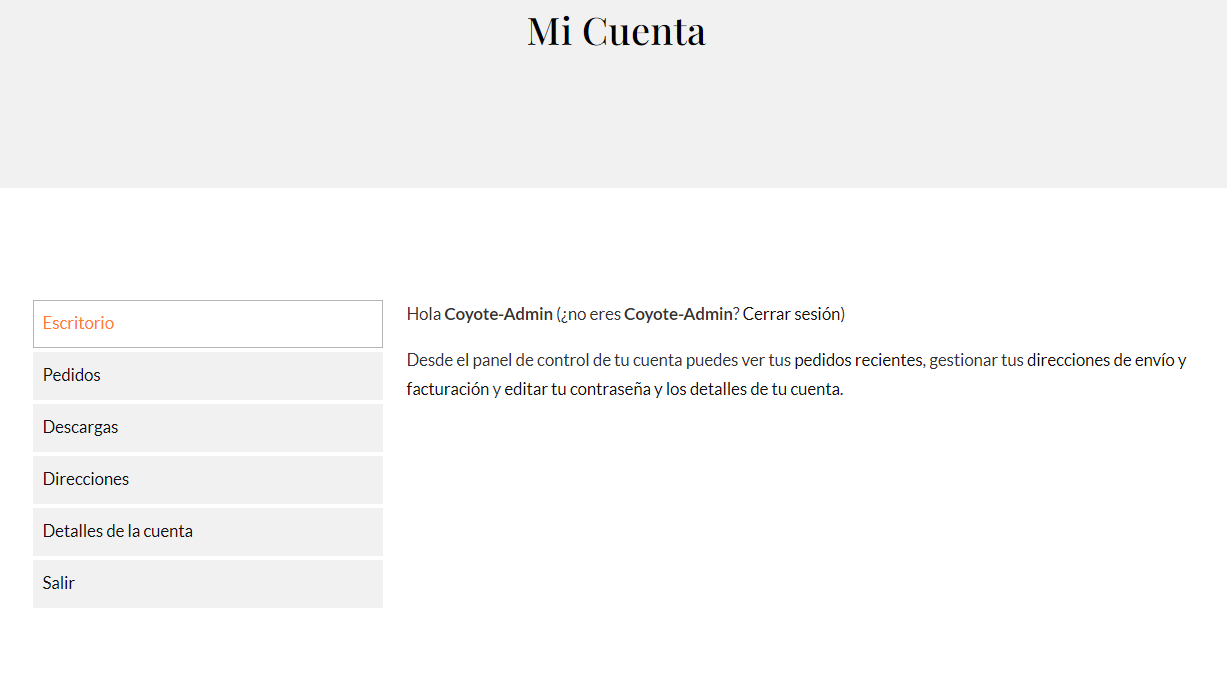 Mi Cuenta
Escritorio
Pedidos
Descargas
Direcciones
Detalles de la cuenta
Salir
Hola Coyote-Admin (¿no eres Coyote-Admin? Cerrar sesión)
Desde el panel de control de tu cuenta puedes ver tus pedidos recientes, gestionar tus direcciones de envío y
facturación y editar tu contraseña y los detalles de tu cuenta.